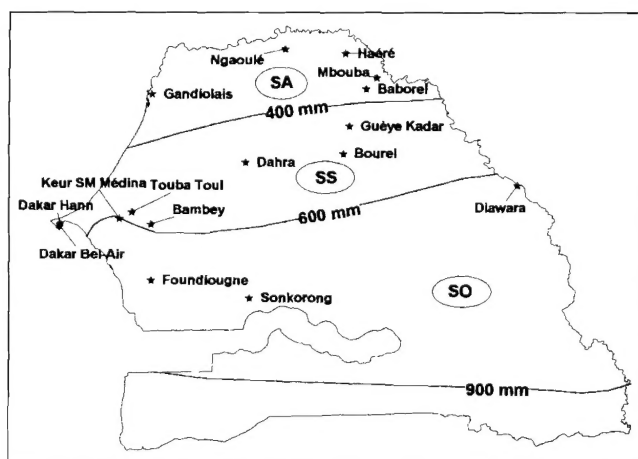 Ngaoulé
Haéré
Mbouba
SA
Gandiolais
Baborel
400 mm
Guèye Kadar
Bourel
Dahra
SS
Keur SM Médina
Touba Toul
Dakar Hann
Bambey
600 mm
Diawara
Dakar Bel-Air
Foundiougne
Sonkorong
SO
900 mm